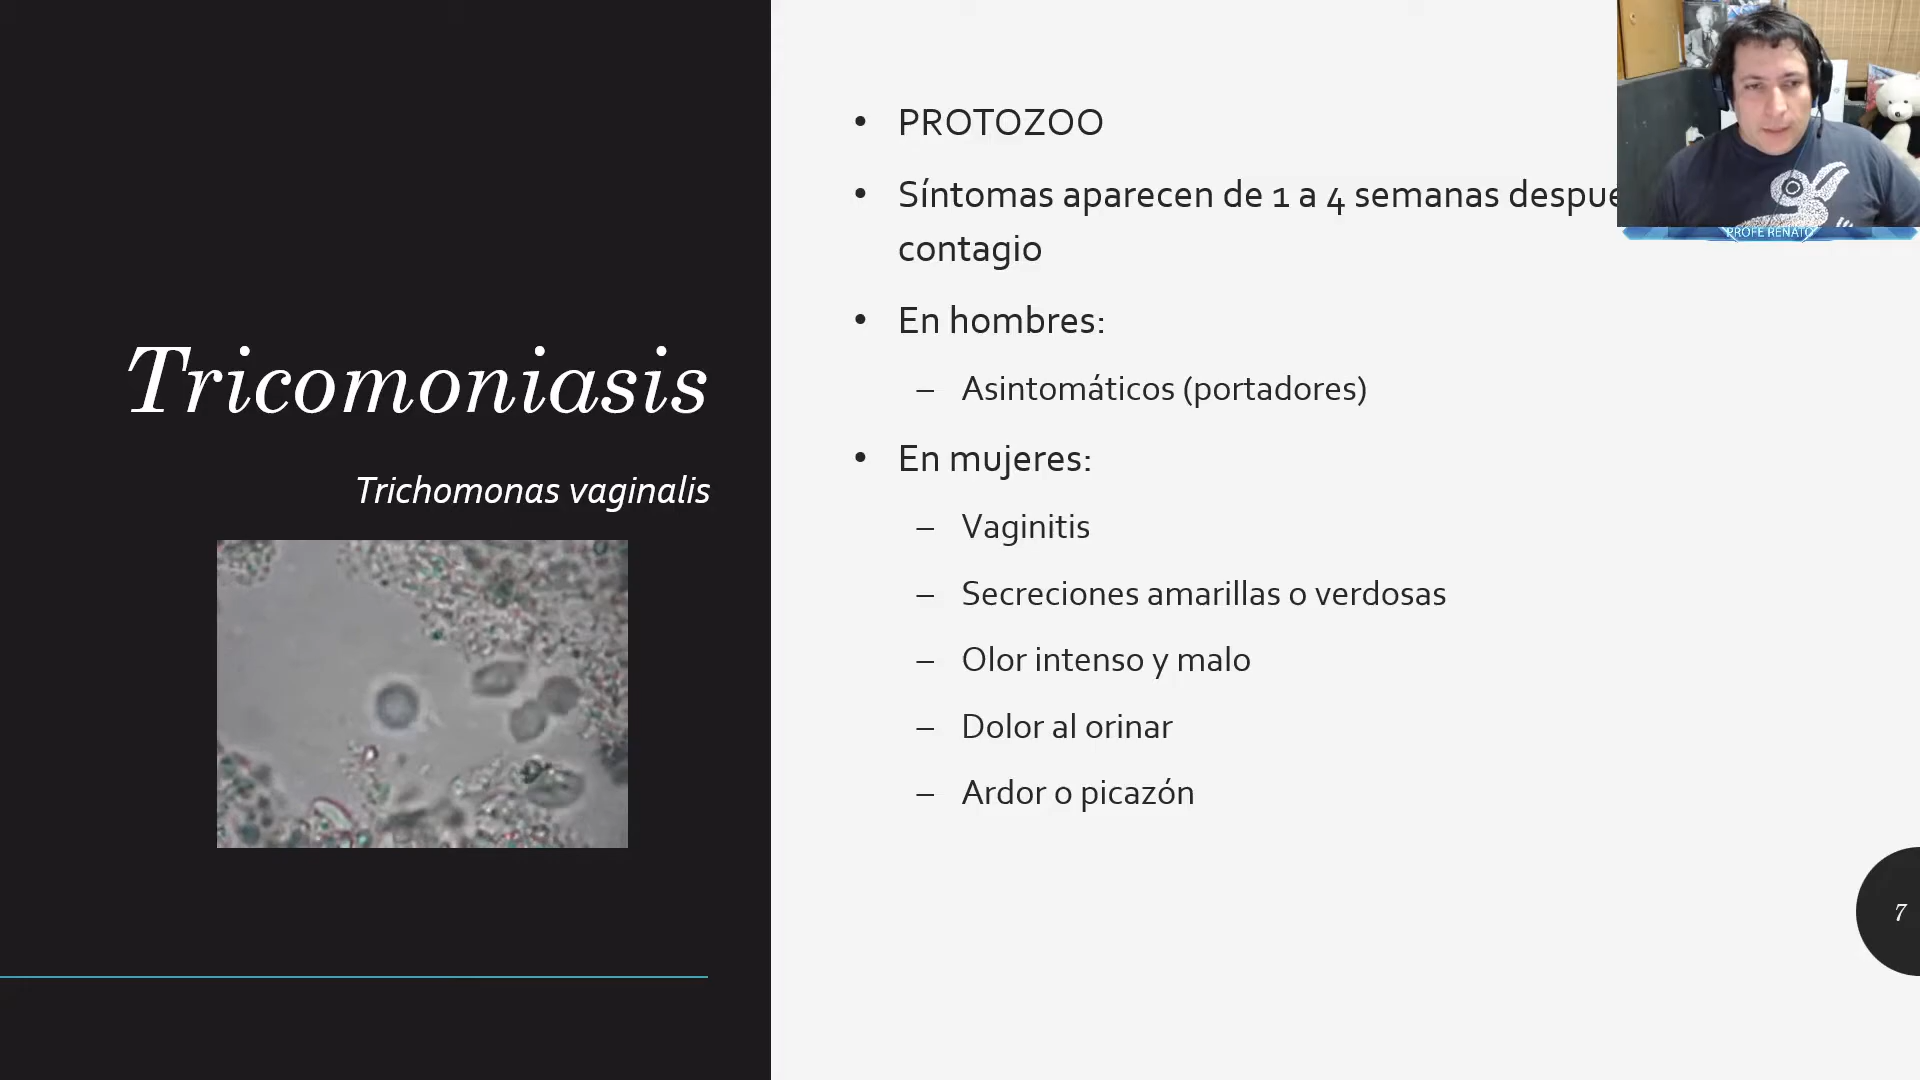 Tricomoniasis
Trichomonas vaginalis
• PROTOZOO
• Síntomas aparecen de 1 a 4 semanas
contagio
• En hombres:
– Asintomáticos (portadores)
• En mujeres:
– Vaginitis
– Secreciones amarillas o verdosas
– Olor intenso y malo
– Dolor al orinar
– Ardor o picazón
PROFE RENATO
7